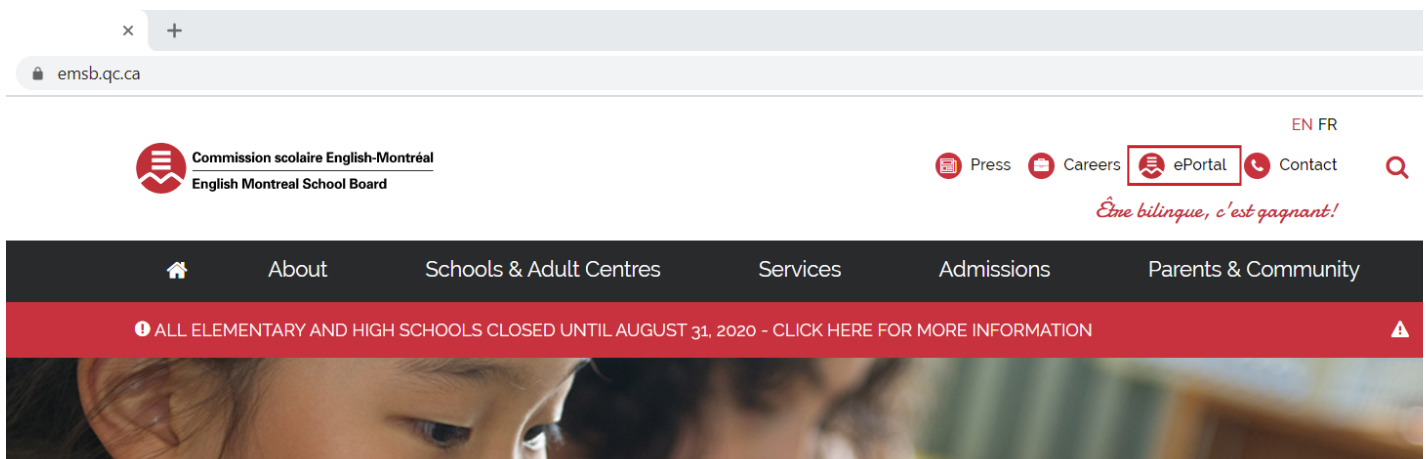 emsb.qc.ca
EN FR
Commission scolaire English-Montréal
English Montreal School Board
Press Careers ePortal Contact
Être bilingue, c'est gagnant!
About Schools & Adult Centres Services Admissions Parents & Community
ALL ELEMENTARY AND HIGH SCHOOLS CLOSED UNTIL AUGUST 31, 2020 - CLICK HERE FOR MORE INFORMATION